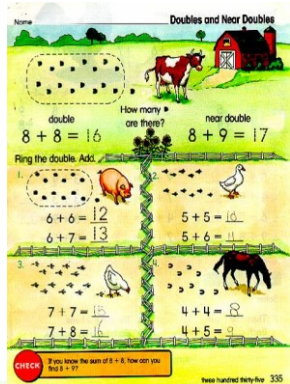 Name
Doubles and Near Doubles
How many
are there?
double
near double
8 + 8 = 16
8 + 9 = 17
Ring the double. Add.
1.
6 + 6 = 12
6 + 7 = 13
2.
5 + 5 = 10
5 + 6 = 11
3.
7 + 7 = 15
7 + 8 = 16
4.
4 + 4 = 8
4 + 5 = 9
CHECK
If you know the sum of 8 + 8, how can you
find 8 + 9?
three hundred thirty-five 335